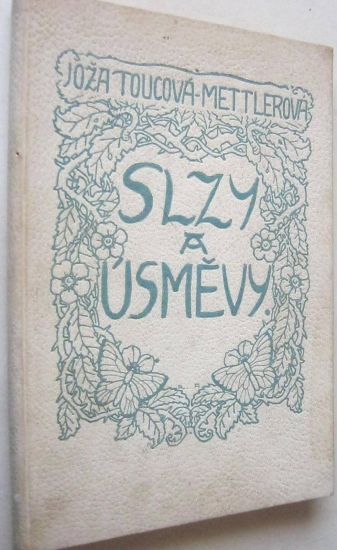 JOŽA TOUCOVÁ-METTLEROVÁ
SLZY
A
ÚSMĚVY.